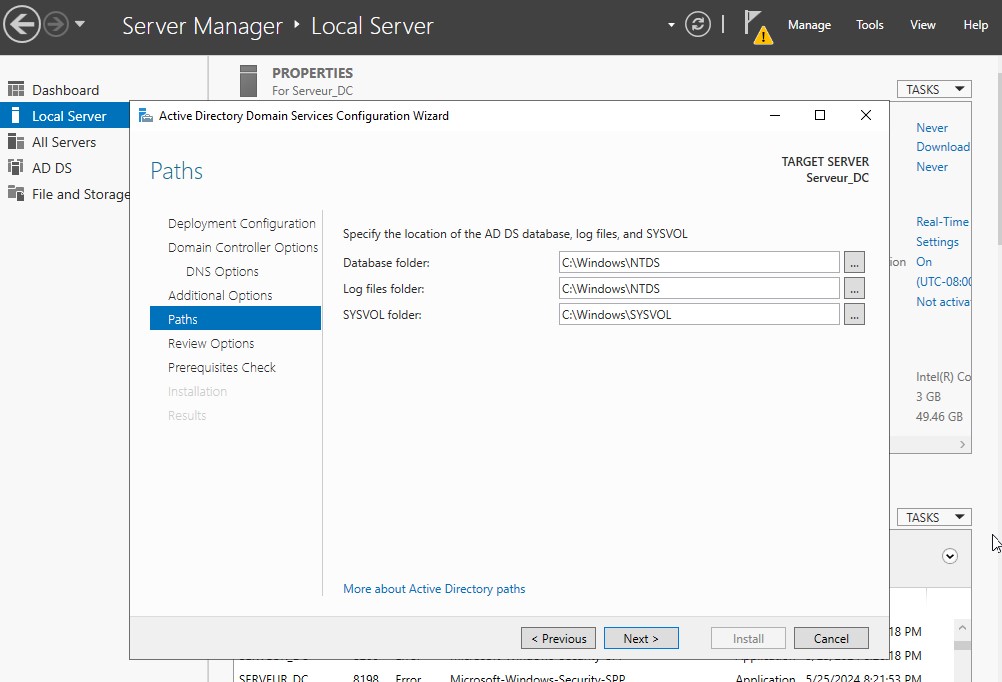 Server Manager ‣ Local Server
Manage Tools View Help
Dashboard
Local Server
All Servers
AD DS
File and Storage
PROPERTIES
For Serveur_DC
TASKS
Never
Download
Never
Real-Time
Settings
On
(UTC-08:00
Not activa
Intel(R) Co
3 GB
49.46 GB
Active Directory Domain Services Configuration Wizard
Paths
TARGET SERVER
Serveur_DC
Deployment Configuration
Domain Controller Options
DNS Options
Additional Options
Paths
Review Options
Prerequisites Check
Installation
Results
Specify the location of the AD DS database, log files, and SYSVOL
Database folder: C:\Windows\NTDS ...
Log files folder: C:\Windows\NTDS ...
SYSVOL folder: C:\Windows\SYSVOL ...
More about Active Directory paths
< Previous Next > Install Cancel
TASKS
18 PM
18 PM
SERVEUR_DC 8198 Error Microsoft-Windows-Security-SPP Application 5/25/2024 8:21:53 PM